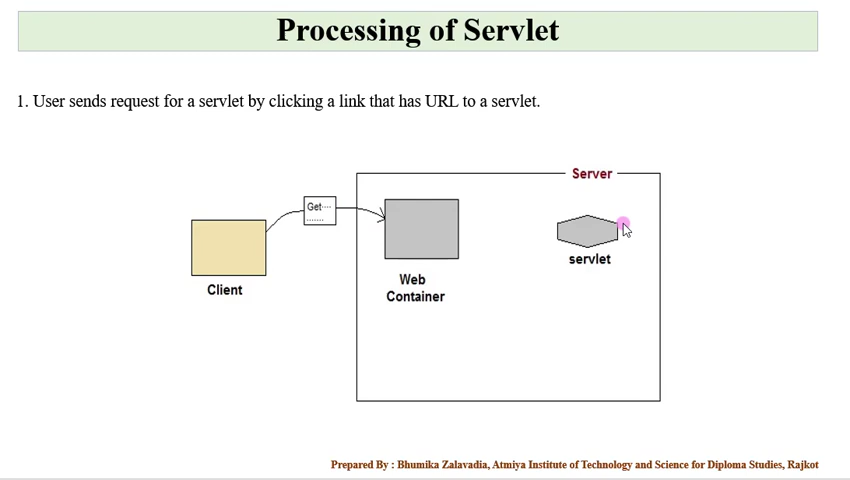 Processing of Servlet
1. User sends request for a servlet by clicking a link that has URL to a servlet.
Server
Get····
·······
servlet
Client
Web
Container
Prepared By : Bhumika Zalavadia, Atmiya Institute of Technology and Science for Diploma Studies, Rajkot